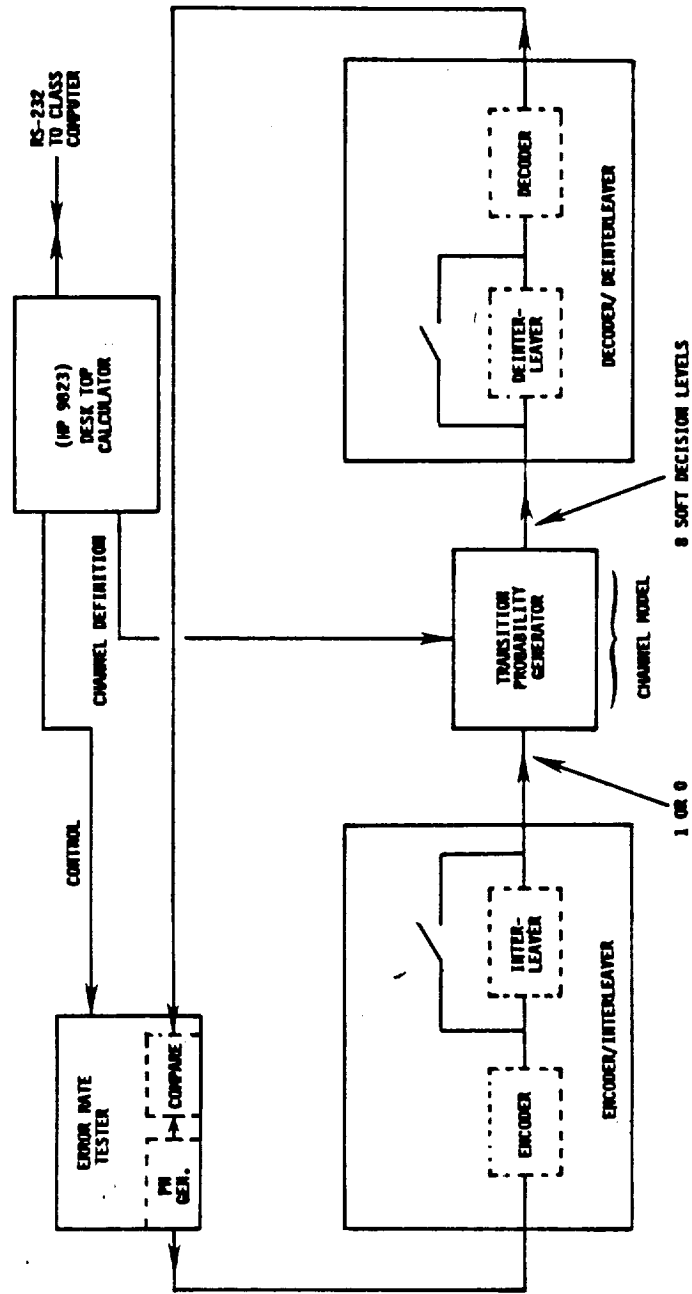 ERROR RATE
TESTER
PN
GEN.
COMPARE
CONTROL
CHANNEL DEFINITION
(HP 9823)
DESK TOP
CALCULATOR
RS-232
TO CLASS
COMPUTER
ENCODER
INTER-
LEAVER
ENCODER/INTERLEAVER
1 OR 0
TRANSITION
PROBABILITY
GENERATOR
CHANNEL MODEL
8 SOFT DECISION LEVELS
DEINTER-
LEAVER
DECODER
DECODER/ DEINTERLEAVER